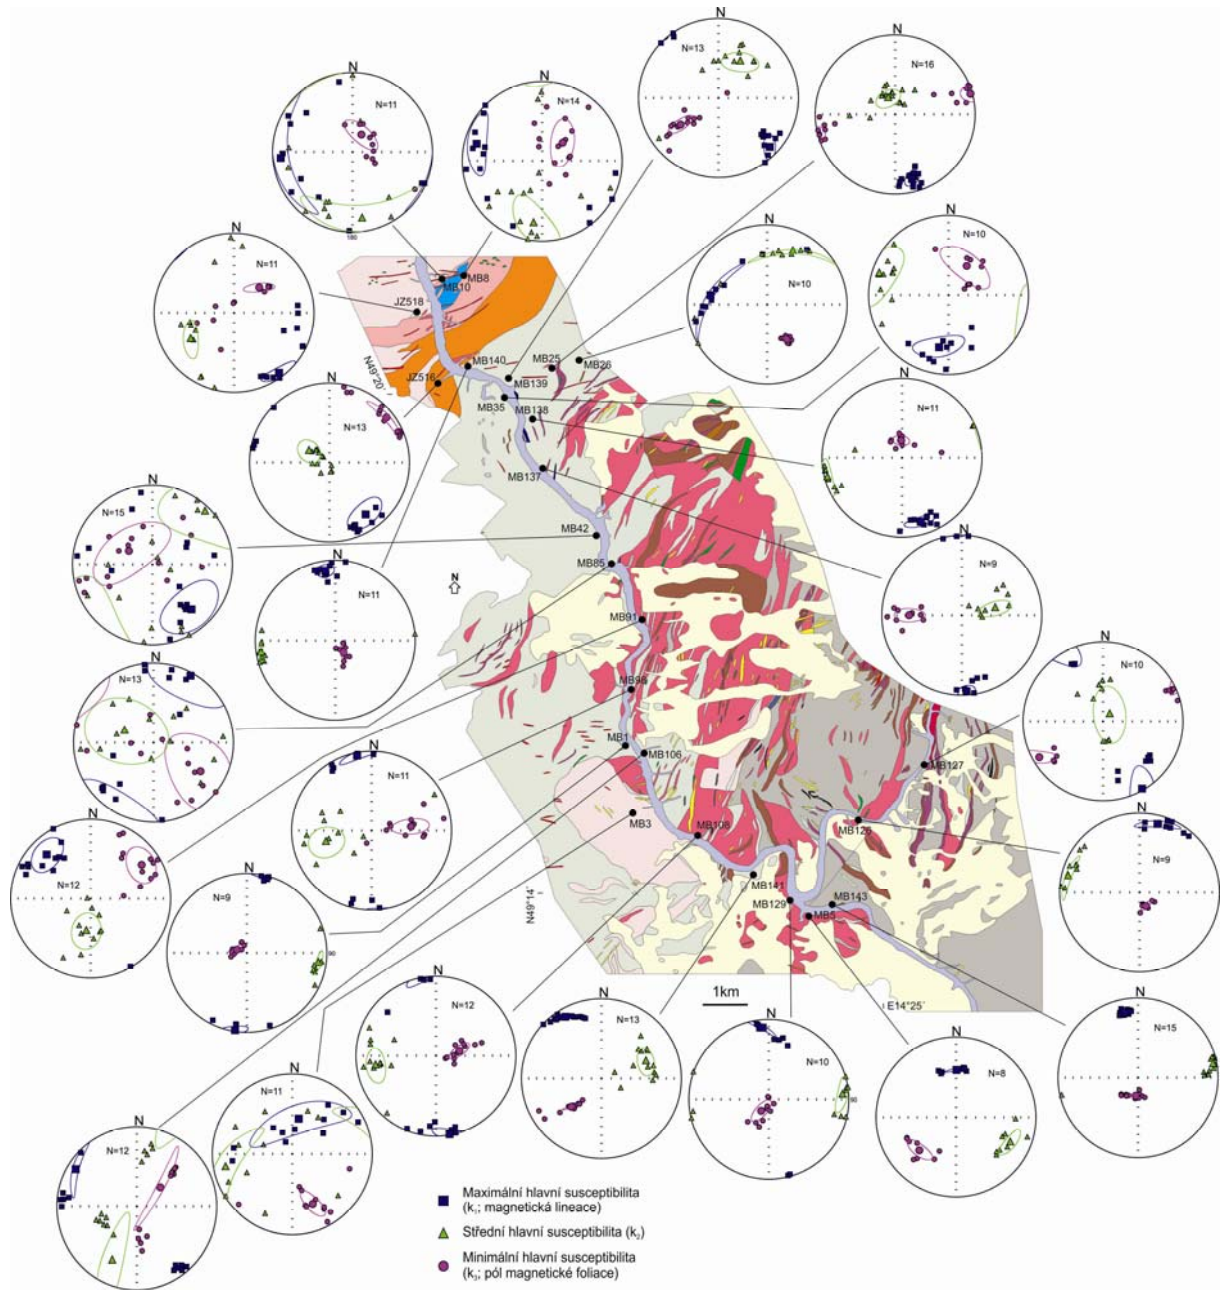 N
N=13
N
N=16
N
N=11
180
N
N=14
N
N=11
N
N=10
N
N=10
MB8
MB10
JZ518
N49°20´
MB140
JZ516
MB25
MB26
MB139
MB35
MB138
N
N=13
N
N=11
MB137
N
N=15
MB42
MB85
N
N
N=11
N
N=9
MB91
N
N=13
MB96
N
N=10
MB1
MB106
N
N=11
MB127
MB3
MB108
MB126
N
N=12
N
N=9
90
N
N=9
MB141
MB129
MB143
MB5
N49°14´
1km
E14°25´
N
N=12
N
N=13
N
N=10
90
N
N=8
N
N=15
N
N=11
N
N=12
Maximální hlavní susceptibilita
(k₁; magnetická lineace)
Střední hlavní susceptibilita (k₂)
Minimální hlavní susceptibilita
(k₃; pól magnetické foliace)